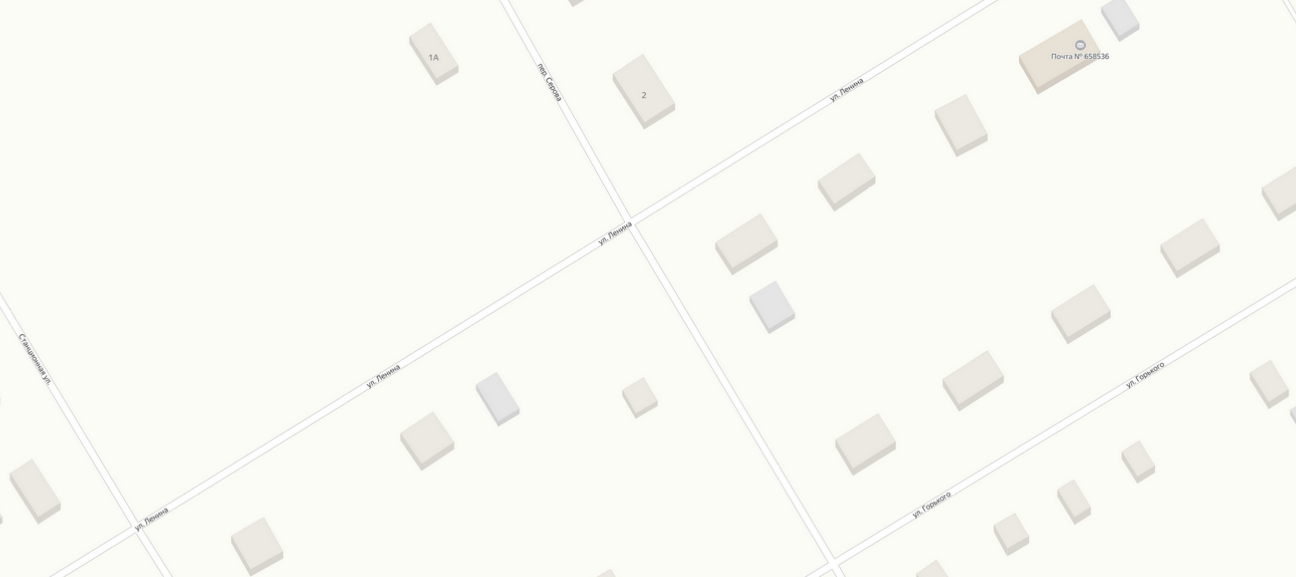 1А
пер. Серова
2
Почта № 658536
ул. Ленина
ул. Ленина
Станционная ул.
ул. Ленина
ул. Горького
ул. Горького
ул. Ленина